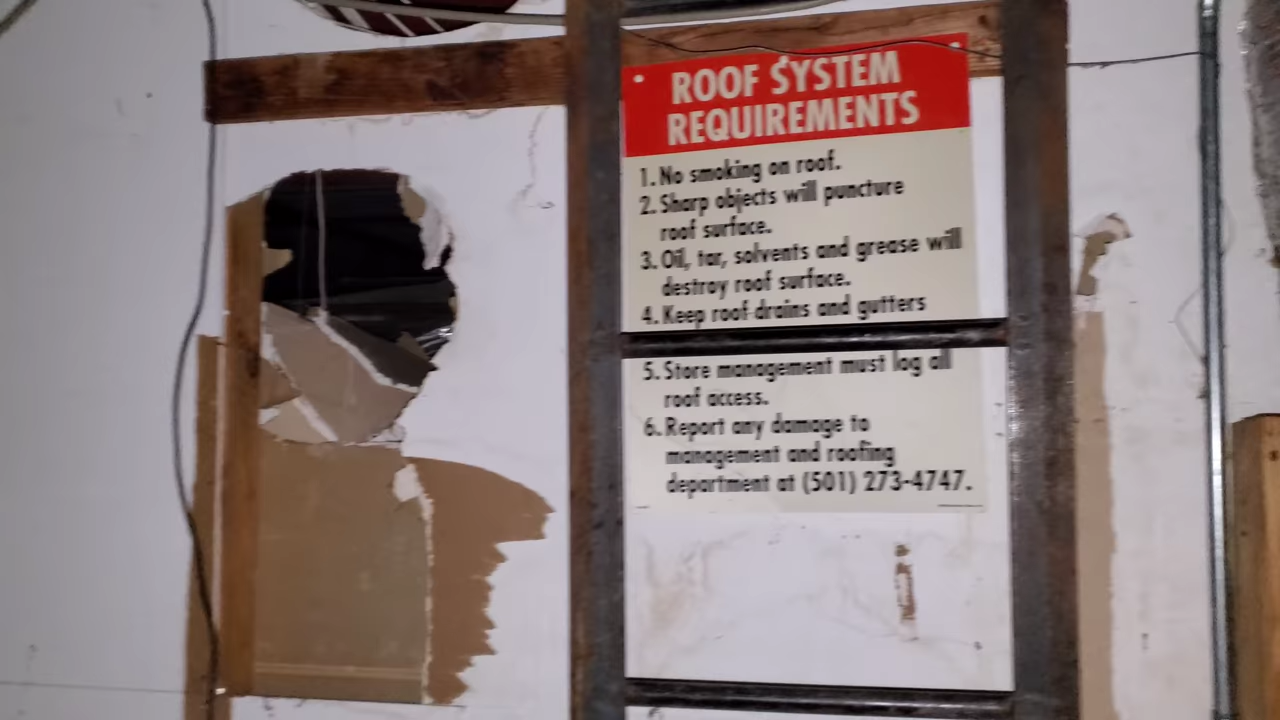 ROOF SYSTEM
REQUIREMENTS
1. No smoking on roof.
2. Sharp objects will puncture
roof surface.
3. Oil, tar, solvents and grease will
destroy roof surface.
4. Keep roof drains and gutters
5. Store management must log all
roof access.
6. Report any damage to
management and roofing
department at (501) 273-4747.